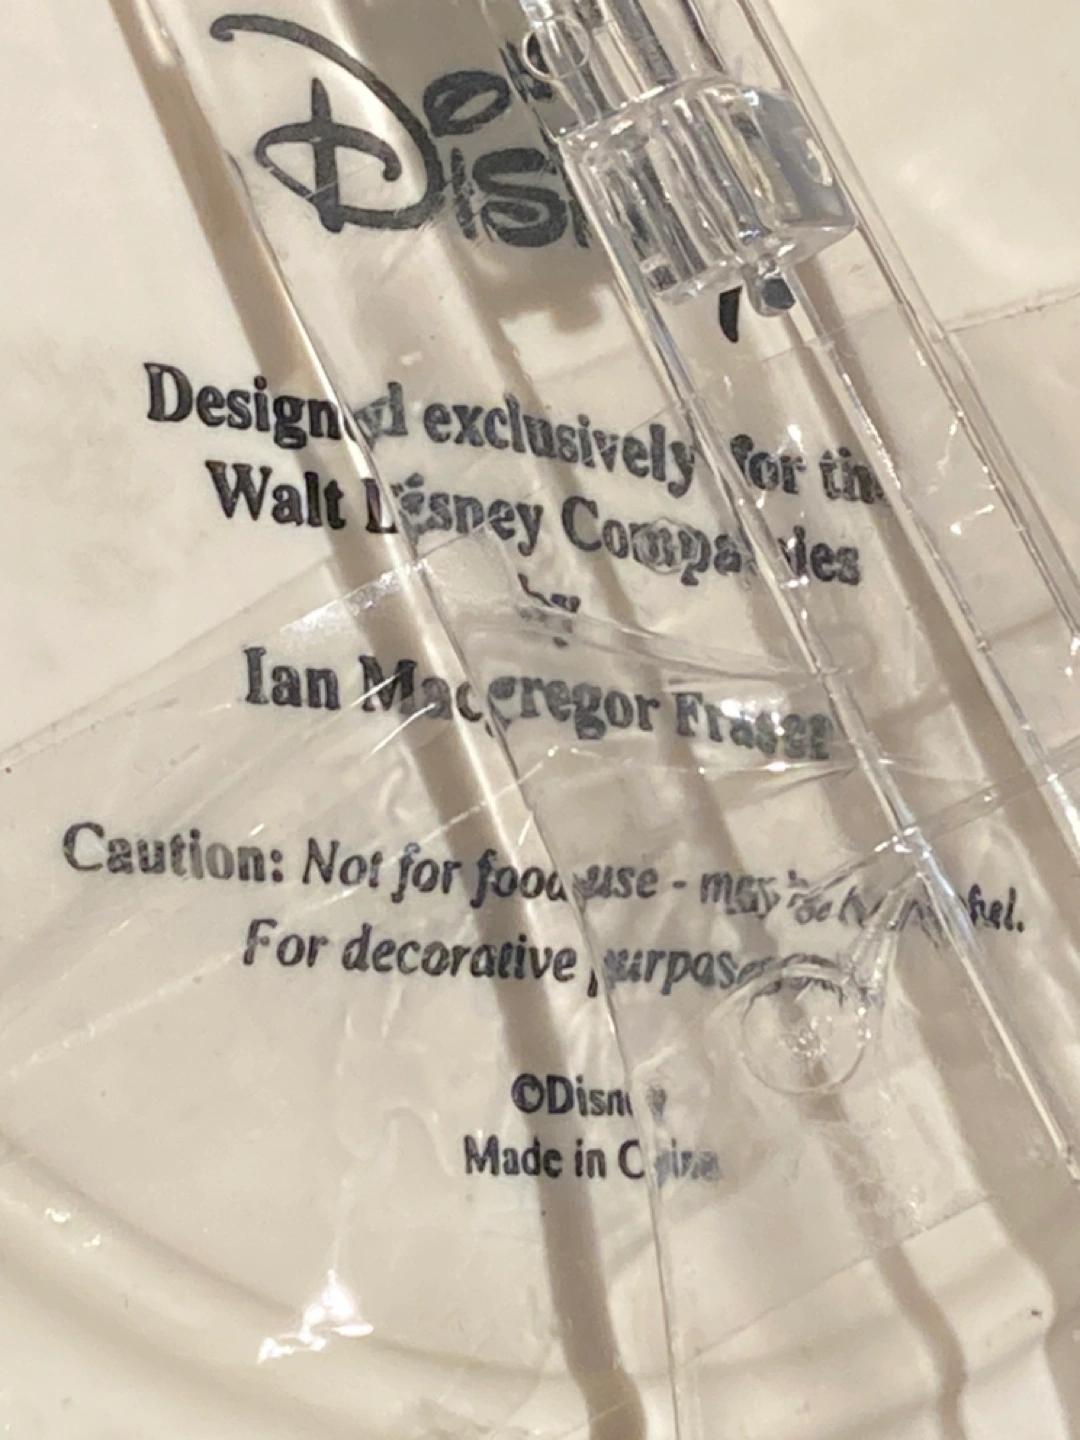 Designed exclusively for the
Walt Disney Companies
by
Ian Macgregor Fraser
Caution: Not for food use - may be harmful.
For decorative purposes
©Disney
Made in China